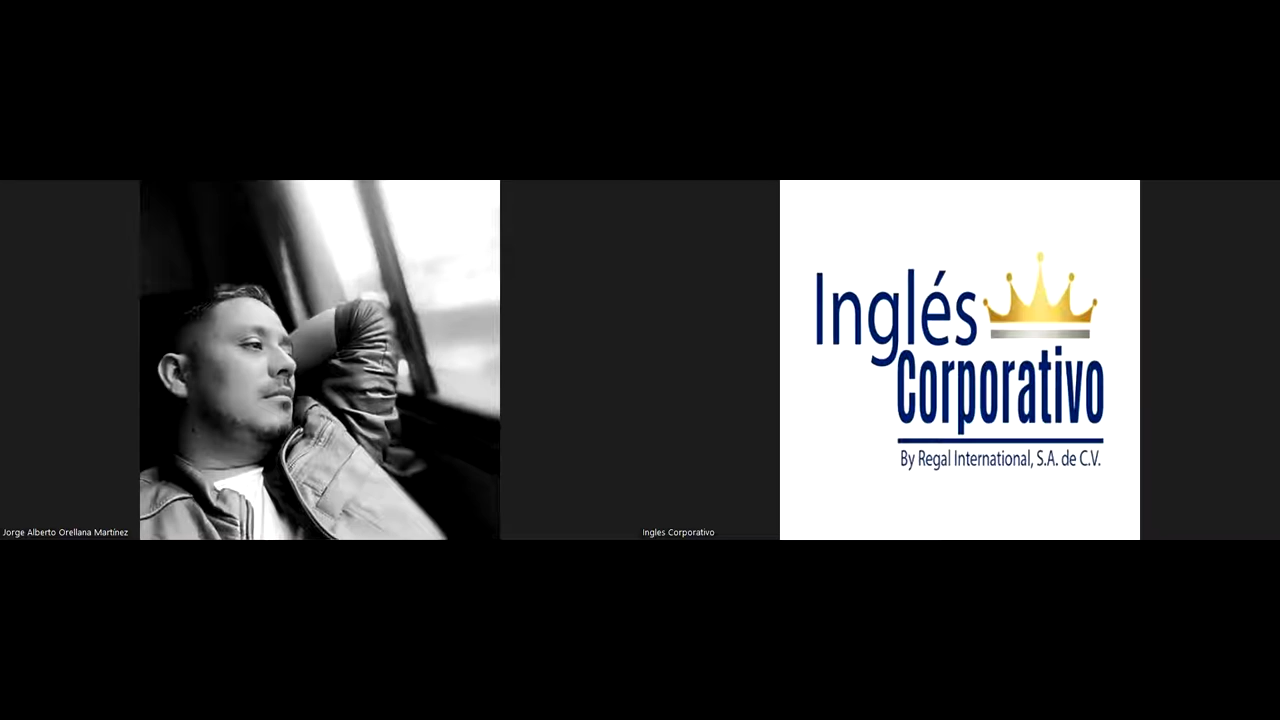 Inglés
Corporativo
By Regal International, S.A. de C.V.
Jorge Alberto Orellana Martínez
Ingles Corporativo